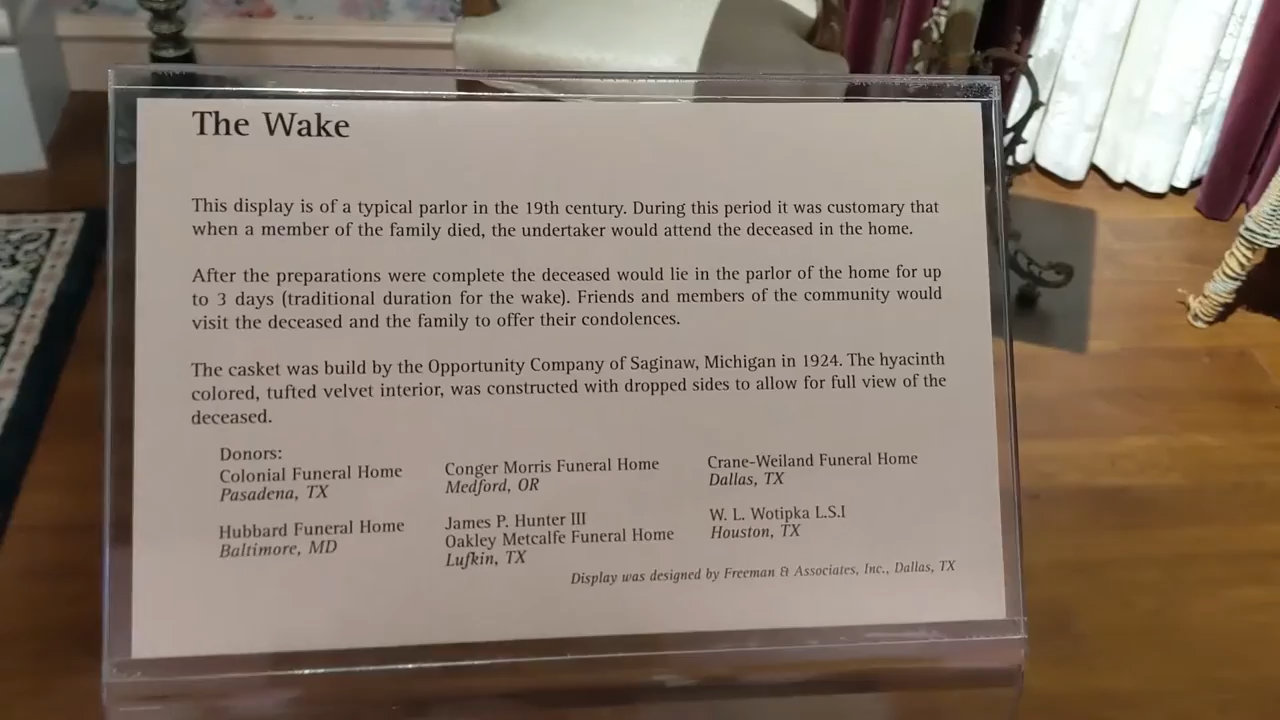 The Wake
This display is of a typical parlor in the 19th century. During this period it was customary that
when a member of the family died, the undertaker would attend the deceased in the home.
After the preparations were complete the deceased would lie in the parlor of the home for up
to 3 days (traditional duration for the wake). Friends and members of the community would
visit the deceased and the family to offer their condolences.
The casket was build by the Opportunity Company of Saginaw, Michigan in 1924. The hyacinth
colored, tufted velvet interior, was constructed with dropped sides to allow for full view of the
deceased.
Donors:
Colonial Funeral Home
Pasadena, TX
Conger Morris Funeral Home
Medford, OR
Crane-Weiland Funeral Home
Dallas, TX
Hubbard Funeral Home
Baltimore, MD
James P. Hunter III
Oakley Metcalfe Funeral Home
Lufkin, TX
W. L. Wotipka L.S.I
Houston, TX
Display was designed by Freeman & Associates, Inc., Dallas, TX